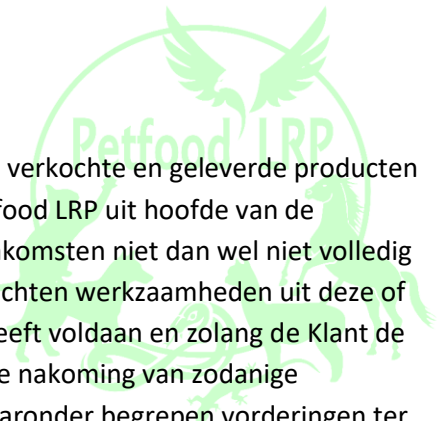 Petfood LRP
verkochte en geleverde producten
food LRP uit hoofde van de
komsten niet dan wel niet volledig
chten werkzaamheden uit deze of
eeft voldaan en zolang de Klant de
e nakoming van zodanige
aronder begrepen vorderingen ter